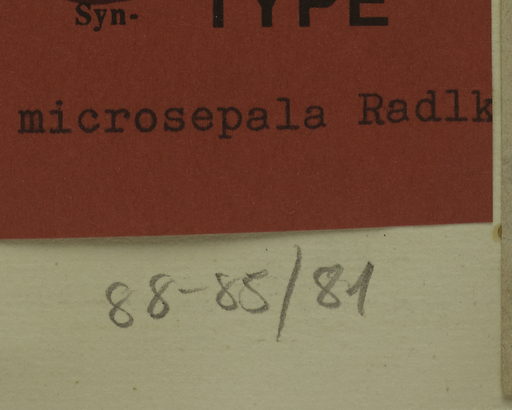 Syn- TYPE
microsepala Radlk
88-85/81